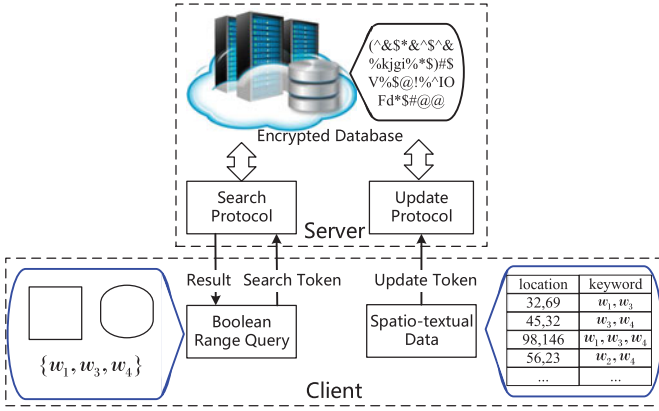 (^&$*&^$^&
%kjgi%*$)#$
V%$@!%^IO
Fd*$#@@
Encrypted Database
Search
Protocol
Update
Protocol
Server
Result
Search Token
Update Token
{w₁, w₃, w₄}
Boolean
Range Query
Spatio-textual
Data
location keyword
32,69 w₁, w₃
45,32 w₃, w₄
98,146 w₁, w₃, w₄
56,23 w₂, w₄
... ...
Client